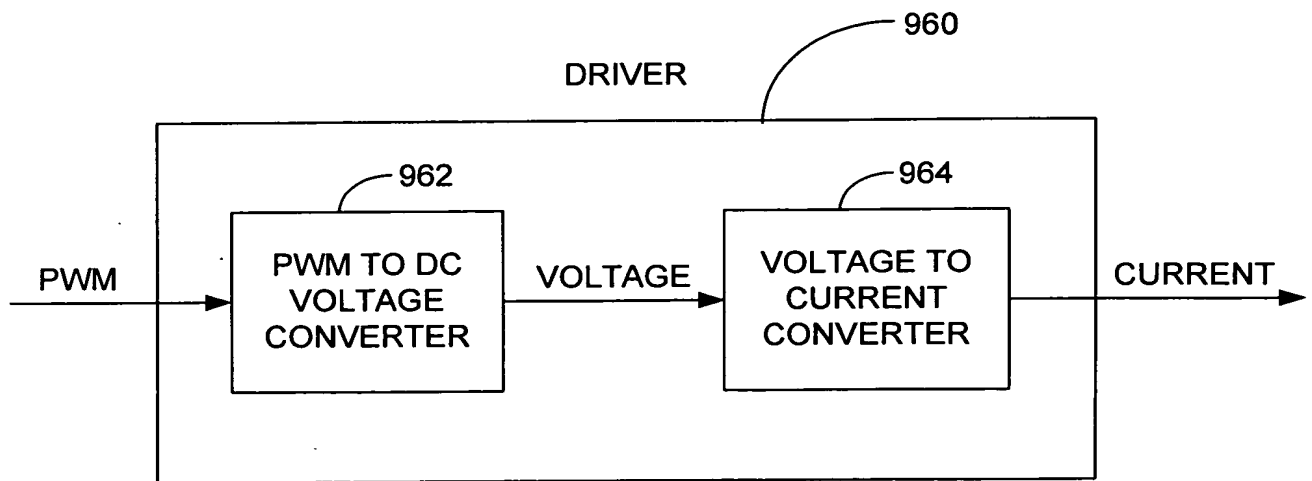 960
DRIVER
962
964
PWM
PWM TO DC
VOLTAGE
CONVERTER
VOLTAGE
VOLTAGE TO
CURRENT
CONVERTER
CURRENT